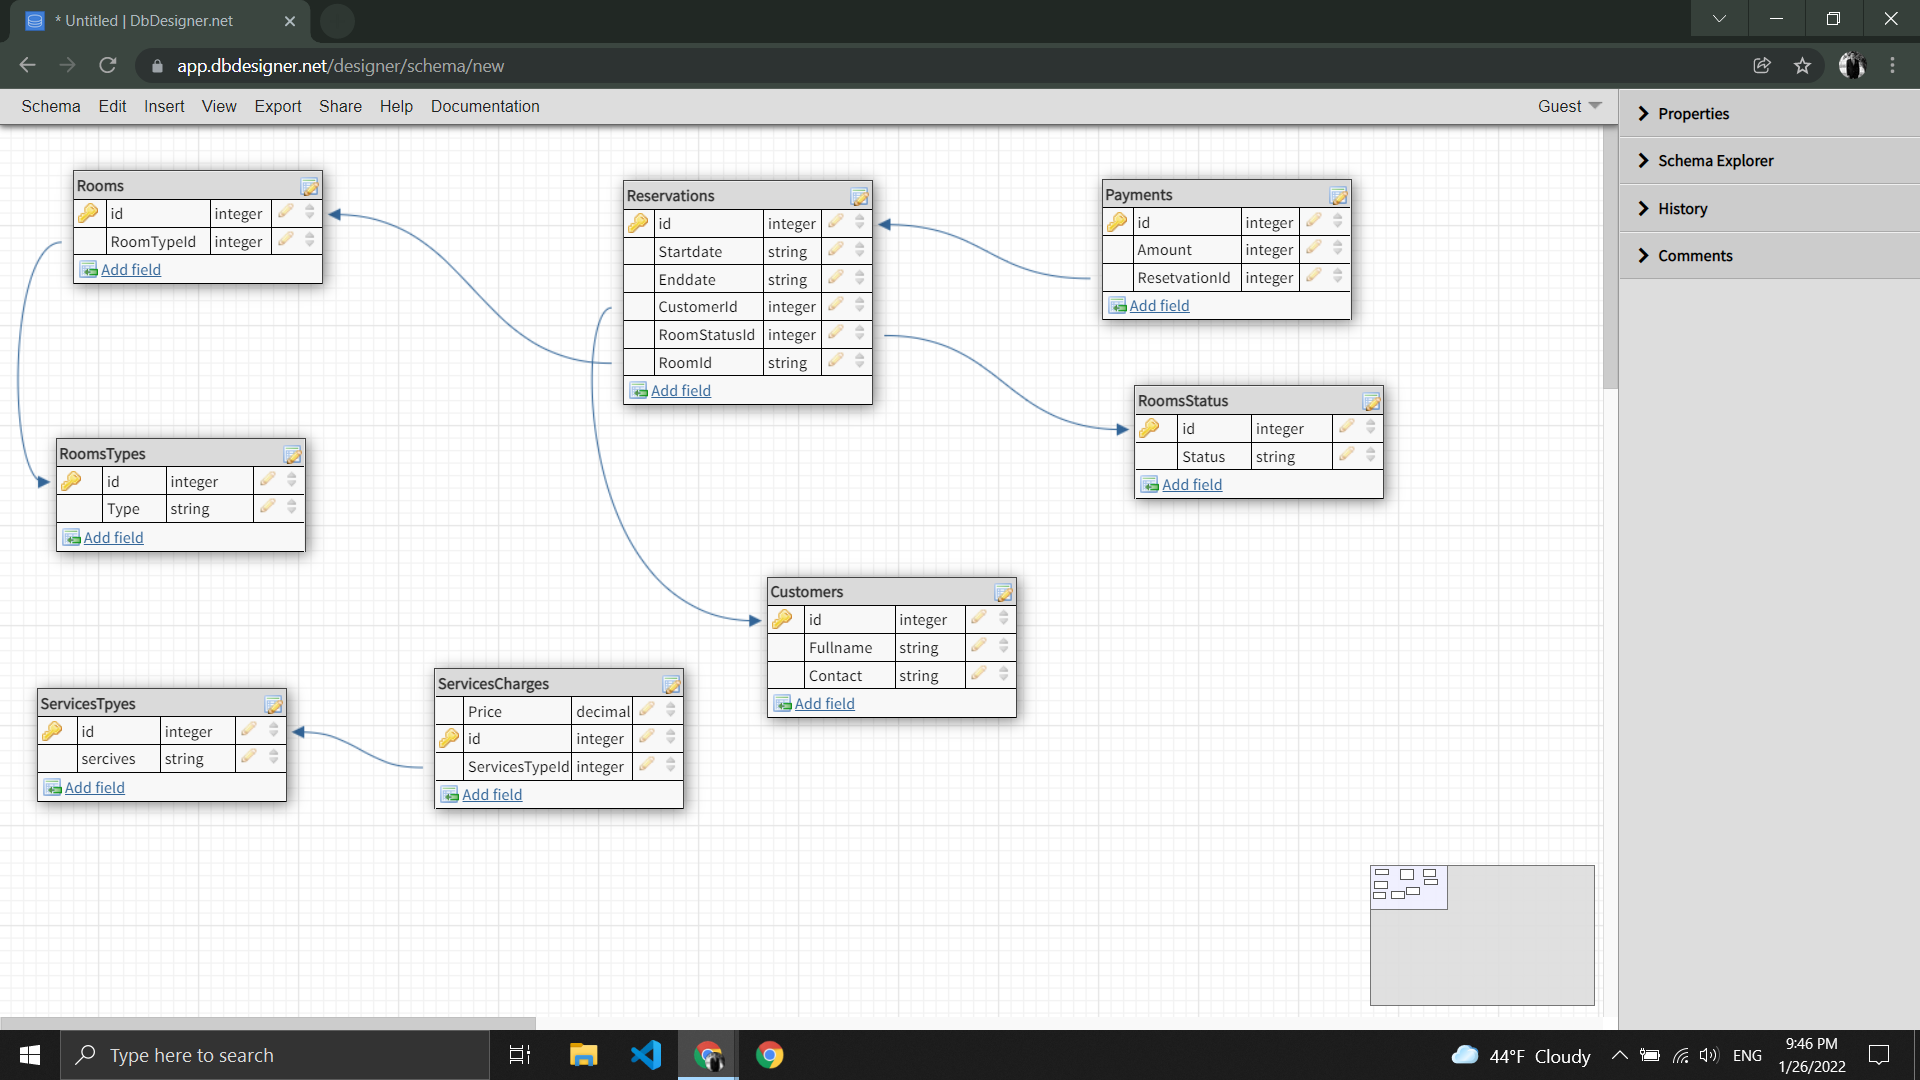 * Untitled | DbDesigner.net
app.dbdesigner.net/designer/schema/new
Schema Edit Insert View Export Share Help Documentation Guest
Properties
Schema Explorer
History
Comments
Rooms
id integer
RoomTypeId integer
Add field
Reservations
id integer
Startdate string
Enddate string
CustomerId integer
RoomStatusId integer
RoomId string
Add field
Payments
id integer
Amount integer
ResetvationId integer
Add field
RoomsStatus
id integer
Status string
Add field
RoomsTypes
id integer
Type string
Add field
Customers
id integer
Fullname string
Contact string
Add field
ServicesTpyes
id integer
sercives string
Add field
ServicesCharges
Price decimal
id integer
ServicesTypeId integer
Add field
Type here to search
44°F Cloudy
ENG
9:46 PM
1/26/2022